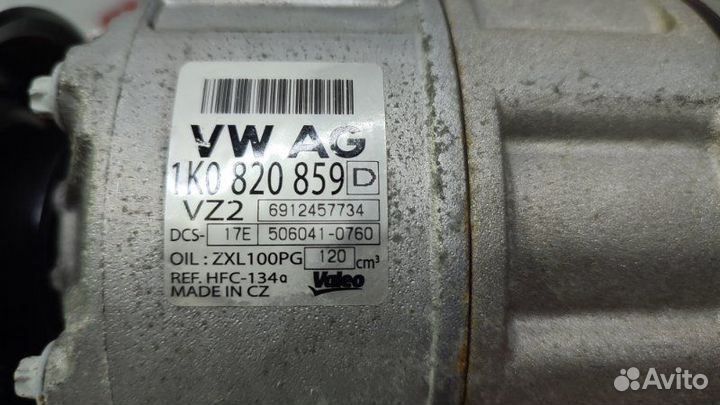 VW AG
1K0 820 859 D
VZ2 6912457734
DCS- 17E 506041-0760
OIL : ZXL100PG 120 cm³
REF. HFC-134a
MADE IN CZ Valeo
Avito